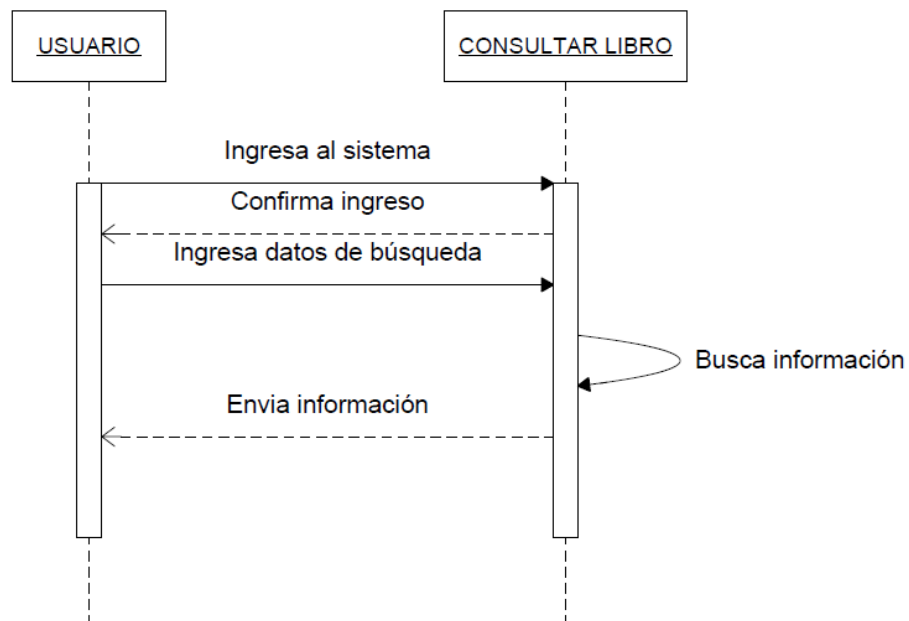 USUARIO
CONSULTAR LIBRO
Ingresa al sistema
Confirma ingreso
Ingresa datos de búsqueda
Busca información
Envia información